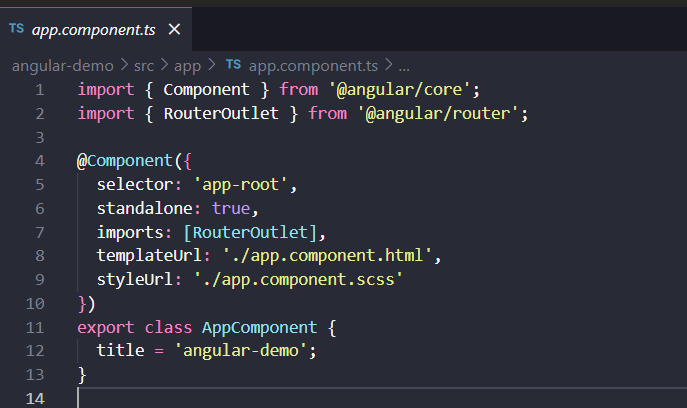 TS app.component.ts ×
angular-demo > src > app > TS app.component.ts > ...
1 import { Component } from '@angular/core';
2 import { RouterOutlet } from '@angular/router';
3
4 @Component({
5   selector: 'app-root',
6   standalone: true,
7   imports: [RouterOutlet],
8   templateUrl: './app.component.html',
9   styleUrl: './app.component.scss'
10 })
11 export class AppComponent {
12   title = 'angular-demo';
13 }
14